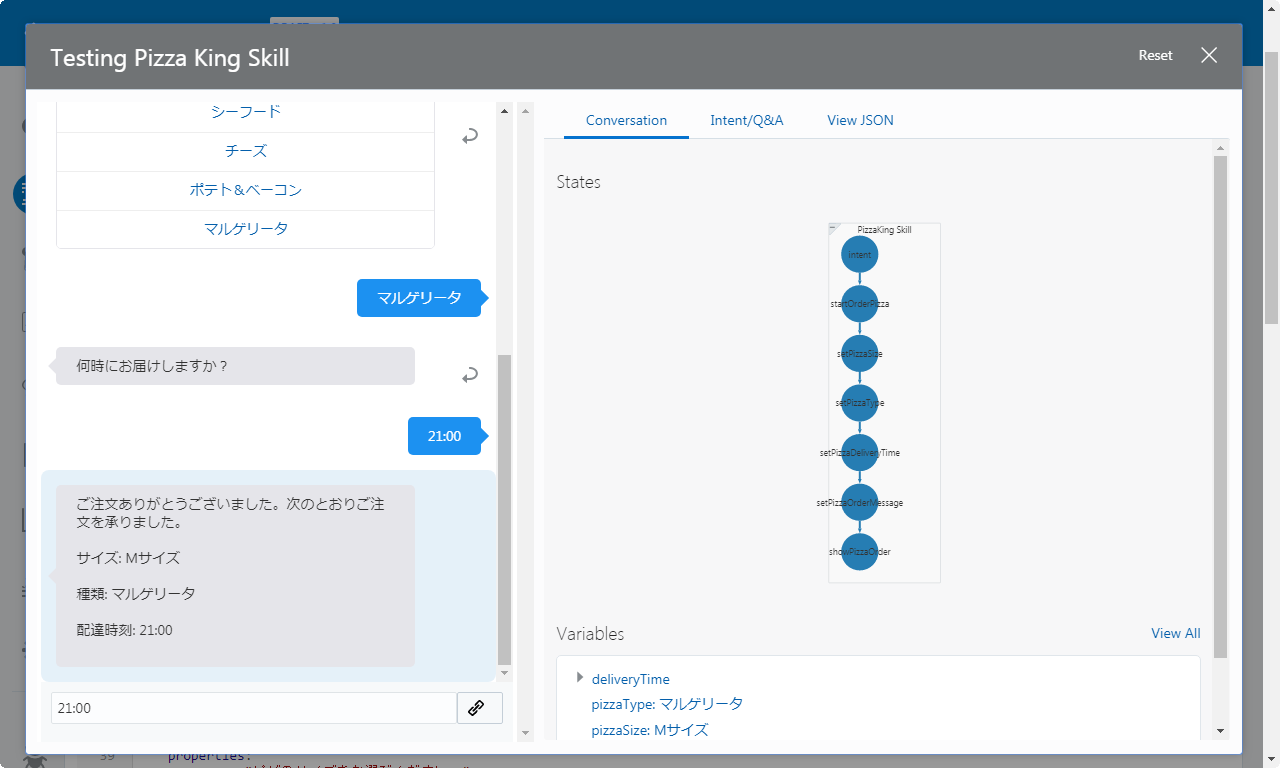 Testing Pizza King Skill
Reset
シーフード
チーズ
ポテト＆ベーコン
マルゲリータ
マルゲリータ
何時にお届けしますか？
21:00
ご注文ありがとうございました。次のとおりご注
文を承りました。
サイズ: Mサイズ
種類: マルゲリータ
配達時刻: 21:00
21:00
Conversation
Intent/Q&A
View JSON
States
PizzaKing Skill
intent
startOrderPizza
setPizzaSize
setPizzaType
setPizzaDeliveryTime
setPizzaOrderMessage
showPizzaOrder
Variables
View All
deliveryTime
pizzaType: マルゲリータ
pizzaSize: Mサイズ
39
properties: